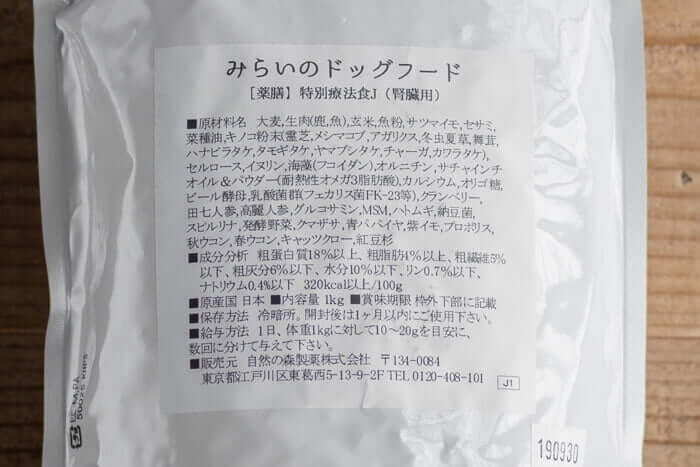 みらいのドッグフード
[薬膳] 特別療法食J（腎臓用）
■原材料名 大麦,生肉(鹿,魚),玄米,魚粉,サツマイモ,セサミ,
菜種油,キノコ粉末(霊芝,メシマコブ,アガリクス,冬虫夏草,舞茸,
ハナビラタケ,タモギタケ,ヤマブシタケ,チャーガ,カワラタケ),
セルロース,イヌリン,海藻(フコイダン),オルニチン,サチャインチ
オイル&パウダー(耐熱性オメガ3脂肪酸),カルシウム,オリゴ糖,
ビール酵母,乳酸菌群(フェカリス菌FK-23等),クランベリー,
田七人参,高麗人参,グルコサミン,MSM,ハトムギ,納豆菌,
スピルリナ,発酵野菜,クマザサ,青パパイヤ,紫イモ,プロポリス,
秋ウコン,春ウコン,キャッツクロー,紅豆杉
■成分分析 粗蛋白質18%以上、粗脂肪4%以上、粗繊維5%
以下、粗灰分6%以下、水分10%以下、リン0.7%以下、
ナトリウム0.4%以下 320kcal以上/100g
■原産国 日本 ■内容量 1kg ■賞味期限 枠外下部に記載
■保存方法 冷暗所。開封後は1ヶ月以内にご使用下さい。
■給与方法 1日、体重1kgに対して10～20gを目安に、
数回に分けて与えて下さい。
■販売元 自然の森製薬株式会社 〒134-0084
東京都江戸川区東葛西5-13-9-2F TEL 0120-408-101
J1
190930